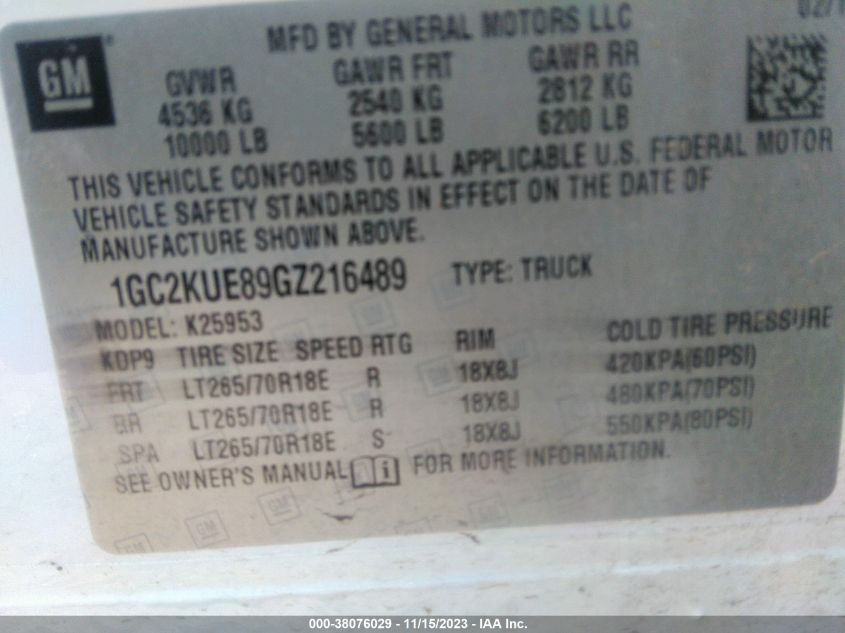 GM MFD BY GENERAL MOTORS LLC
GVWR GAWR FRT GAWR RR
4536 KG 2540 KG 2812 KG
10000 LB 5600 LB 6200 LB
THIS VEHICLE CONFORMS TO ALL APPLICABLE U.S. FEDERAL MOTOR
VEHICLE SAFETY STANDARDS IN EFFECT ON THE DATE OF
MANUFACTURE SHOWN ABOVE.
1GC2KUE89GZ216489 TYPE: TRUCK
MODEL: K25953
KDP9 TIRE SIZE SPEED RTG RIM COLD TIRE PRESSURE
FRT LT265/70R18E R 18X8J 420KPA(60PSI)
RR LT265/70R18E R 18X8J 480KPA(70PSI)
SPA LT265/70R18E S 18X8J 550KPA(80PSI)
SEE OWNER'S MANUAL FOR MORE INFORMATION.
000-38076029 - 11/15/2023 - IAA Inc.